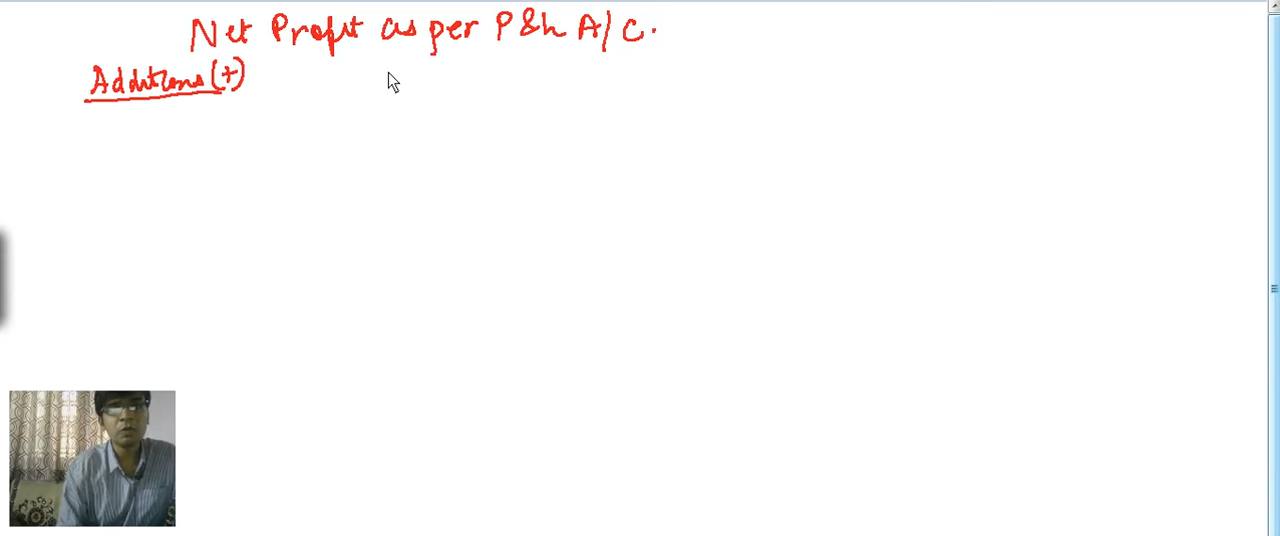 Net Profit as per P&L A/C.
Additions (+)